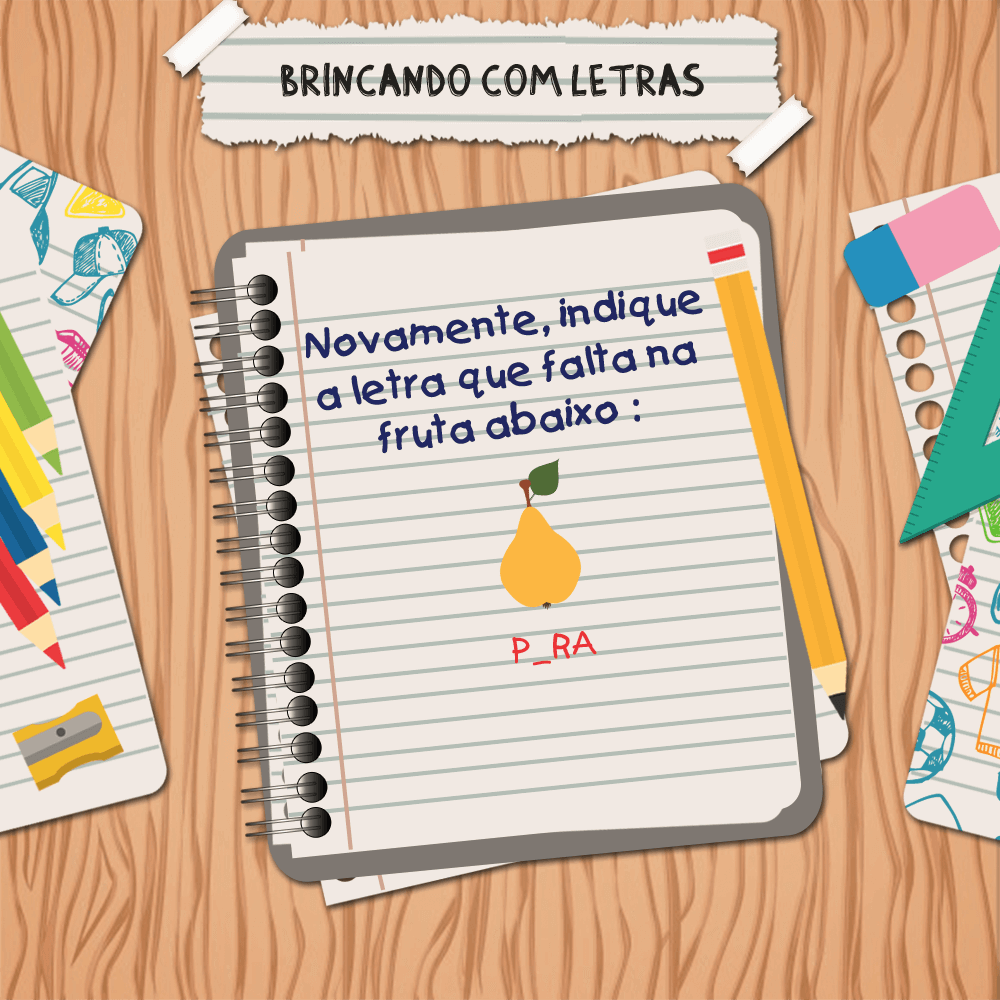 BRINCANDO COM LETRAS
Novamente, indique
a letra que falta na
fruta abaixo :
P_RA